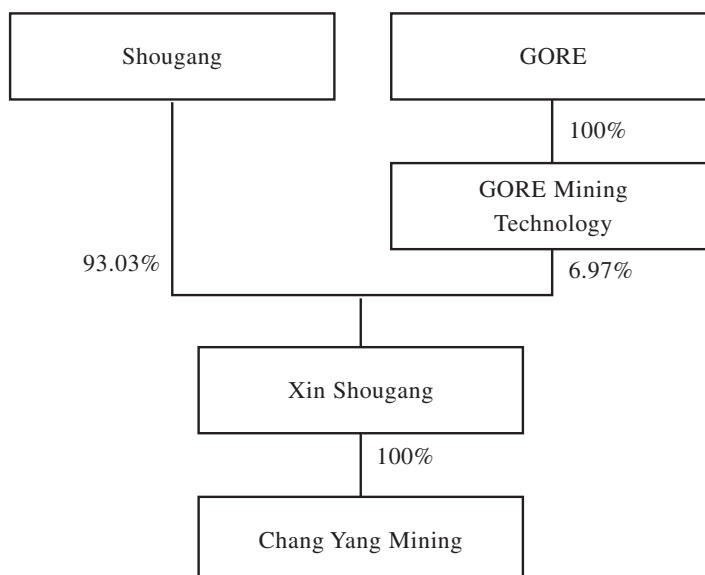 Shougang
GORE
100%
GORE Mining
Technology
93.03%
6.97%
Xin Shougang
100%
Chang Yang Mining